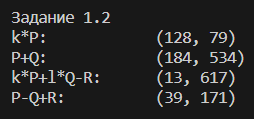 Задание 1.2
k*P: (128, 79)
P+Q: (184, 534)
k*P+l*Q-R: (13, 617)
P-Q+R: (39, 171)